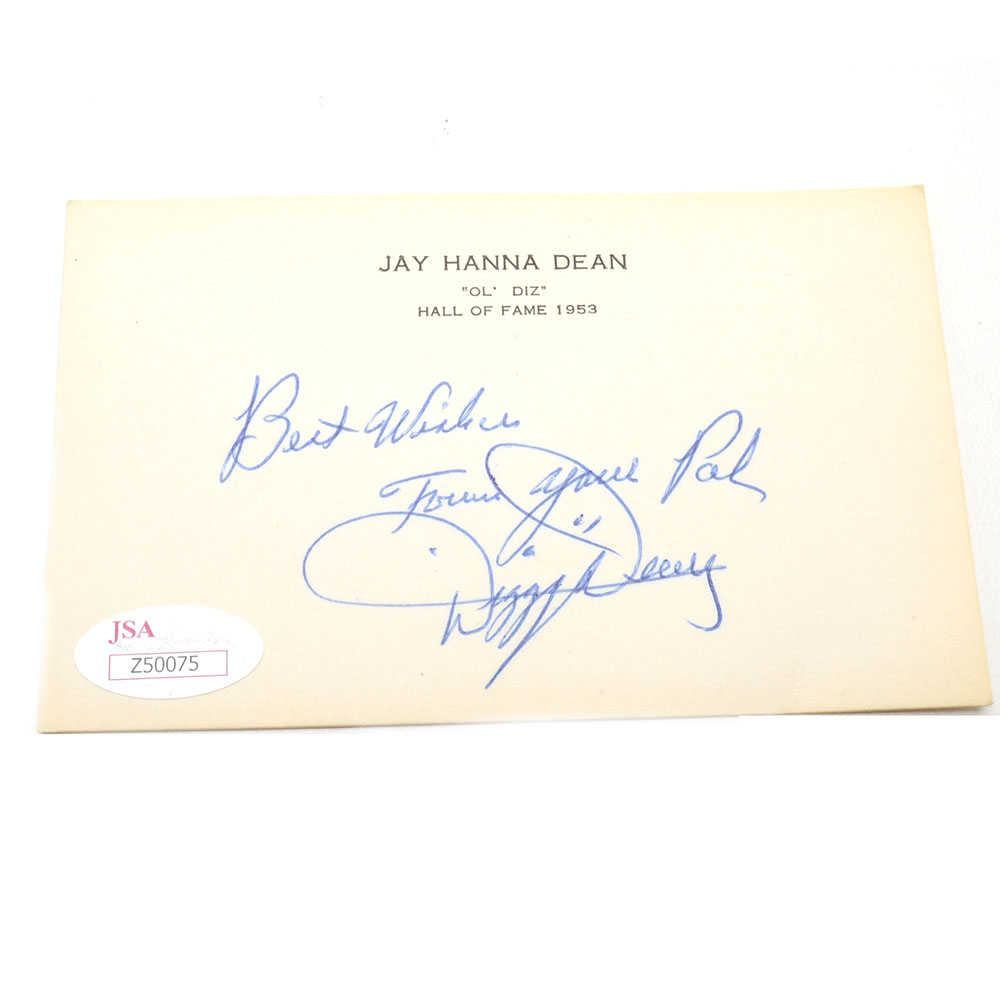 JAY HANNA DEAN
"OL' DIZ"
HALL OF FAME 1953
Best Wishes
From your Pal
"Dizzy" Dean
JSA
Z50075